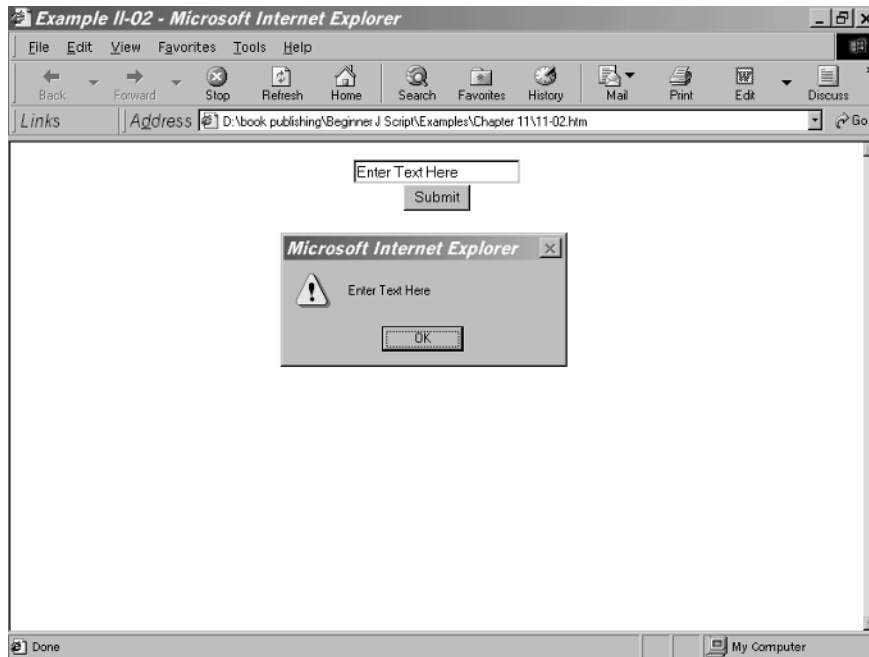 Example II-02 - Microsoft Internet Explorer
File Edit View Favorites Tools Help
Back Forward Stop Refresh Home Search Favorites History Mail Print Edit Discuss
Links Address D:\book publishing\Beginner J Script\Examples\Chapter 11\11-02.htm Go
Enter Text Here
Submit
Microsoft Internet Explorer
Enter Text Here
OK
Done My Computer